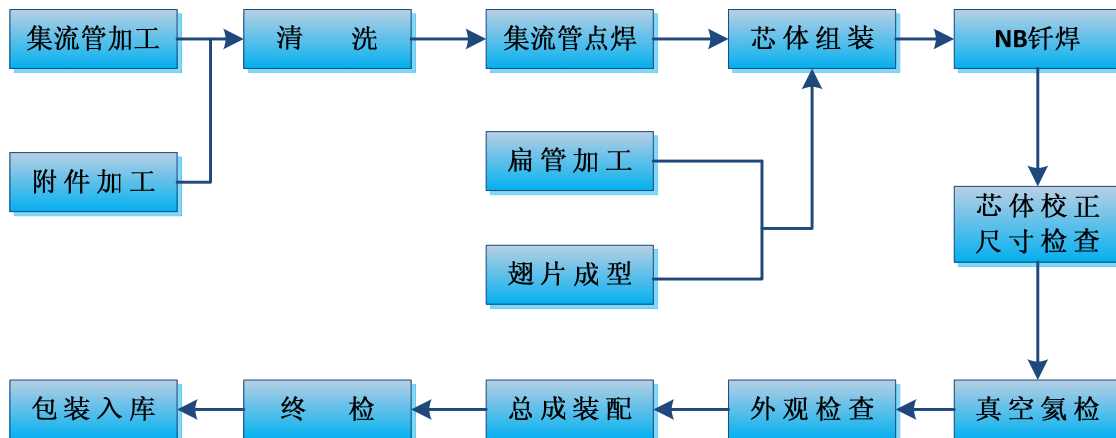 集流管加工
清 洗
集流管点焊
芯体组装
NB钎焊
附件加工
扁管加工
翅片成型
芯体校正
尺寸检查
包装入库
终 检
总成装配
外观检查
真空氦检